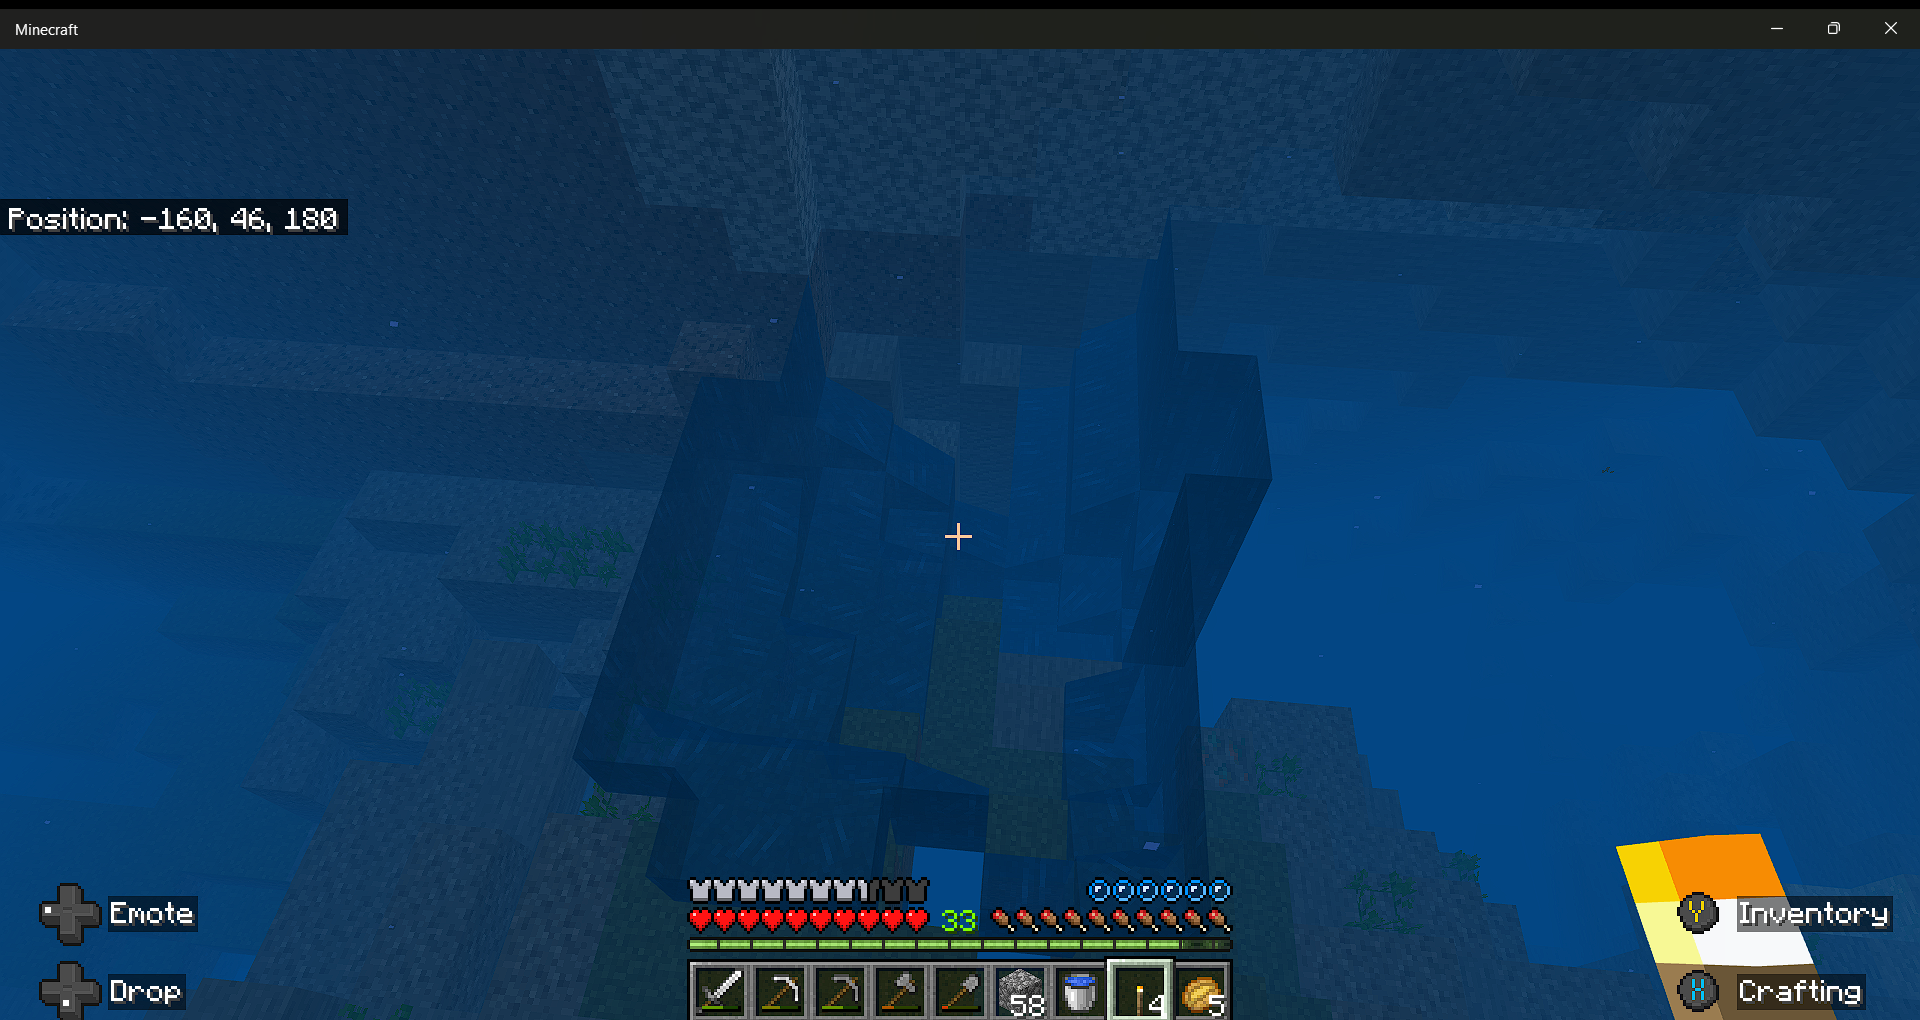 Minecraft
Position: -160, 46, 180
Emote
33
Y Inventory
Drop
58
4
5
X Crafting